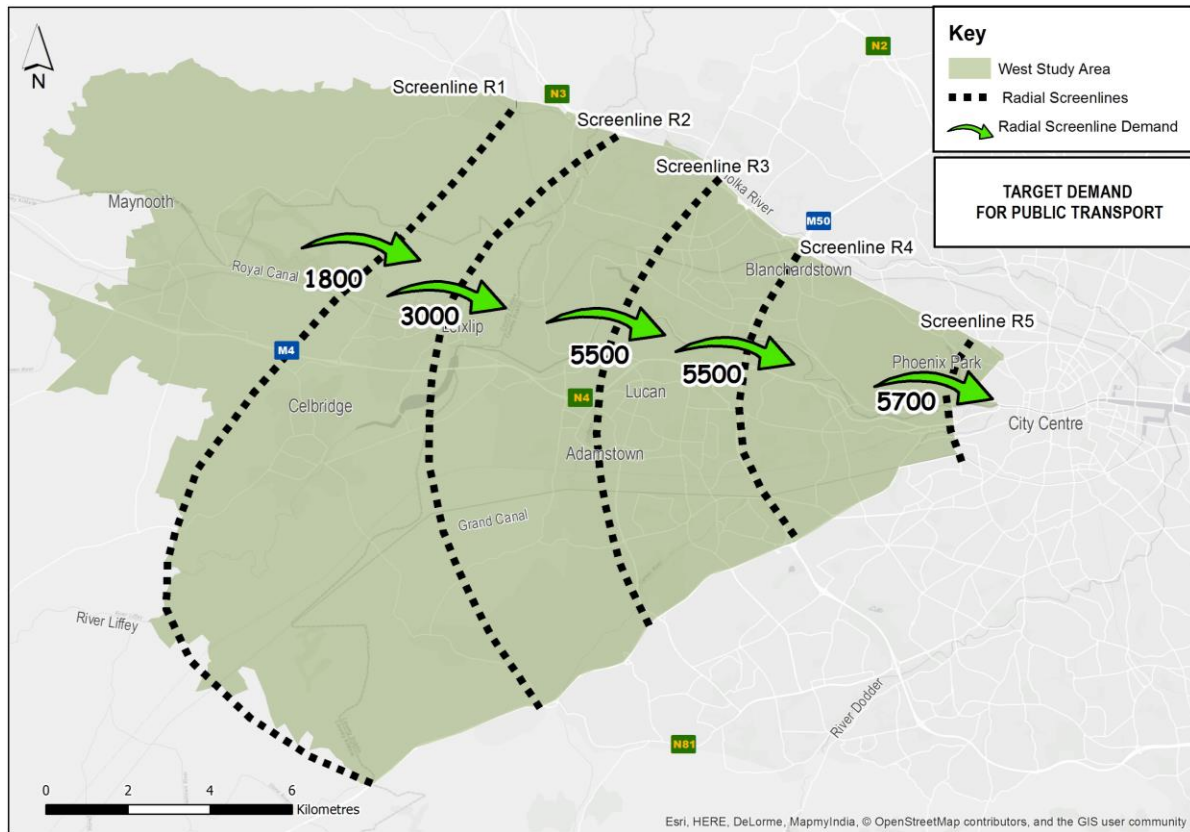 N
Key
West Study Area
Radial Screenlines
Radial Screenline Demand
TARGET DEMAND
FOR PUBLIC TRANSPORT
N2
N3
Screenline R1
Screenline R2
Screenline R3
Tolka River
M50
Screenline R4
Blanchardstown
Screenline R5
Maynooth
Royal Canal
1800
3000
Leixlip
5500
5500
5700
Phoenix Park
City Centre
M4
Celbridge
N4
Lucan
Adamstown
Grand Canal
River Liffey
River Dodder
N81
0 2 4 6
Kilometres
Esri, HERE, DeLorme, MapmyIndia, © OpenStreetMap contributors, and the GIS user community